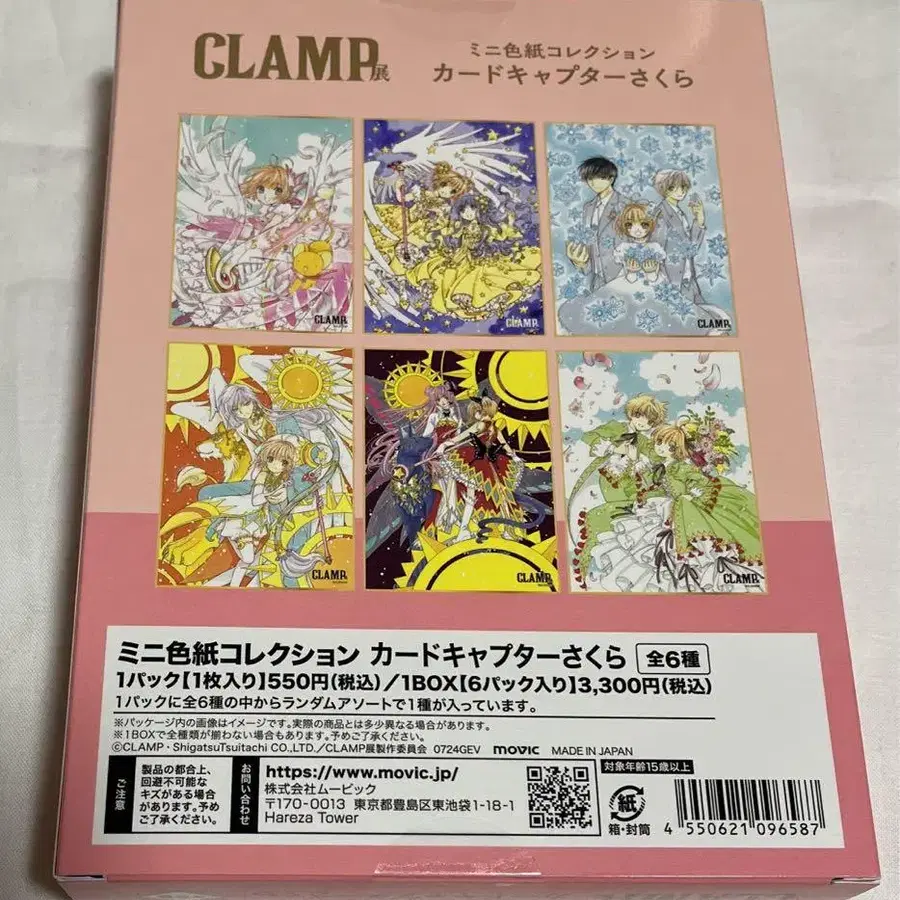 CLAMP展
ミニ色紙コレクション
カードキャプターさくら
CLAMP
CLAMP
CLAMP
CLAMP
CLAMP
CLAMP
ミニ色紙コレクション カードキャプターさくら 全6種
1パック【1枚入り】550円(税込)/1BOX【6パック入り】3,300円(税込)
1パックに全6種の中からランダムアソートで1種が入っています。
※パッケージ内の画像はイメージです。実際の商品とは多少異なる場合があります。
※1BOXで全種類が揃わない場合もあります。予めご了承ください。
©CLAMP・ShigatsuTsuitachi CO.,LTD./CLAMP展製作委員会 0724GEV movic MADE IN JAPAN
ご注意
製品の都合上、
回避不可能な
キズがある場合
があります。予め
ご了承ください。
お問い合わせ
https://www.movic.jp/
株式会社ムービック
〒170-0013 東京都豊島区東池袋1-18-1
Hareza Tower
対象年齢15歳以上
紙
箱・封筒
4 550621 096587